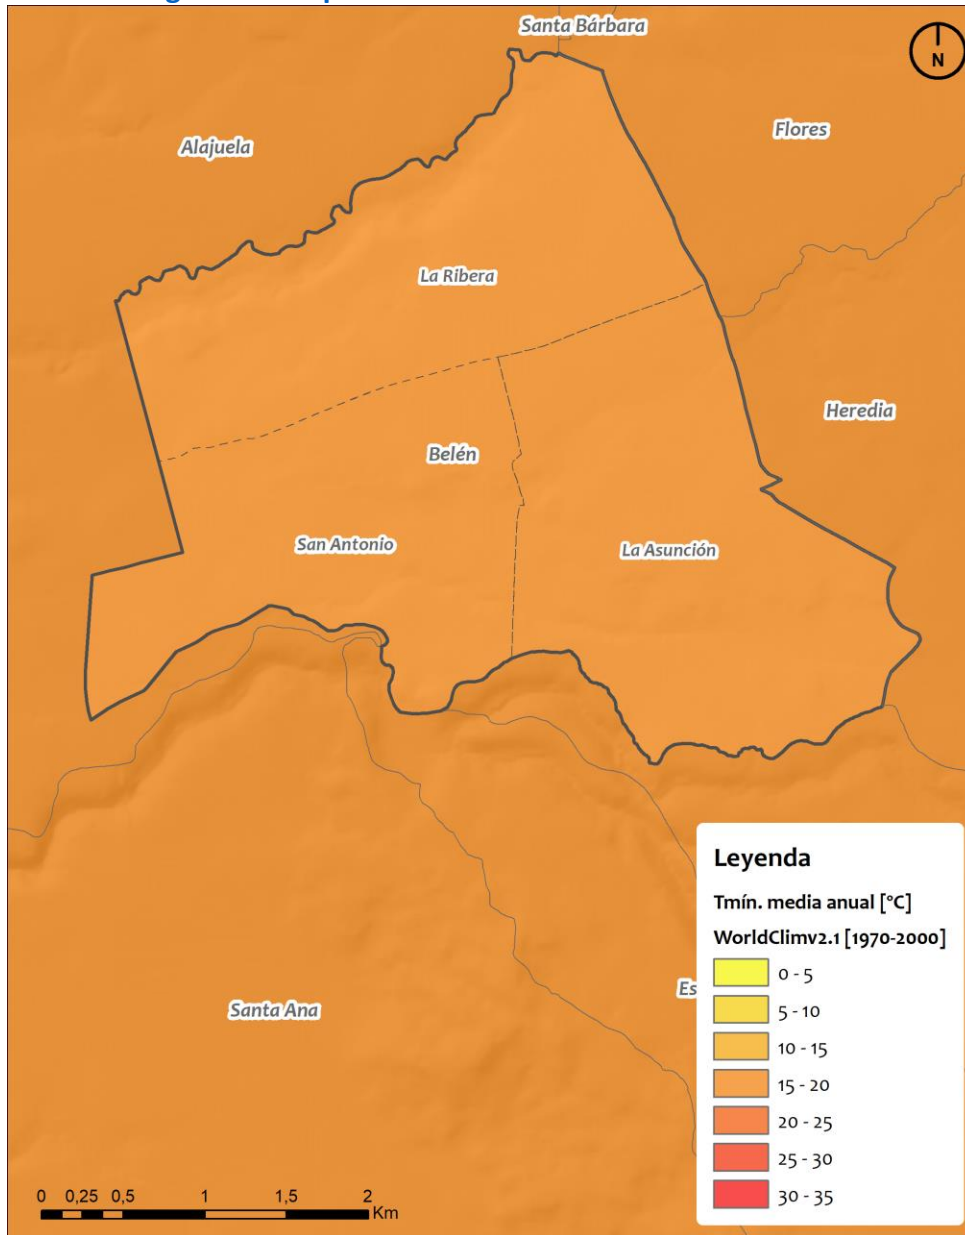 Santa Bárbara
N
Alajuela
Flores
La Ribera
Heredia
Belén
San Antonio
La Asunción
Santa Ana
Es
Leyenda
Tmín. media anual [°C]
WorldClimv2.1 [1970-2000]
0 - 5
5 - 10
10 - 15
15 - 20
20 - 25
25 - 30
30 - 35
0 0,25 0,5 1 1,5 2
Km